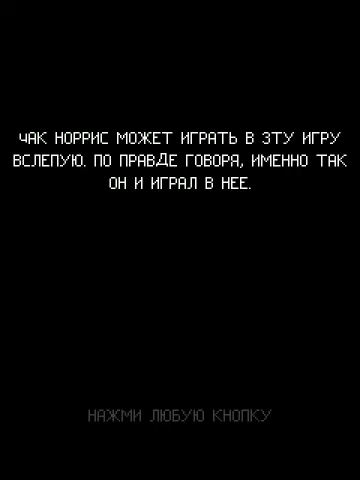 ЧАК НОРРИС МОЖЕТ ИГРАТЬ В ЭТУ ИГРУ
ВСЛЕПУЮ. ПО ПРАВДЕ ГОВОРЯ, ИМЕННО ТАК
ОН И ИГРАЛ В НЕЕ.
НАЖМИ ЛЮБУЮ КНОПКУ